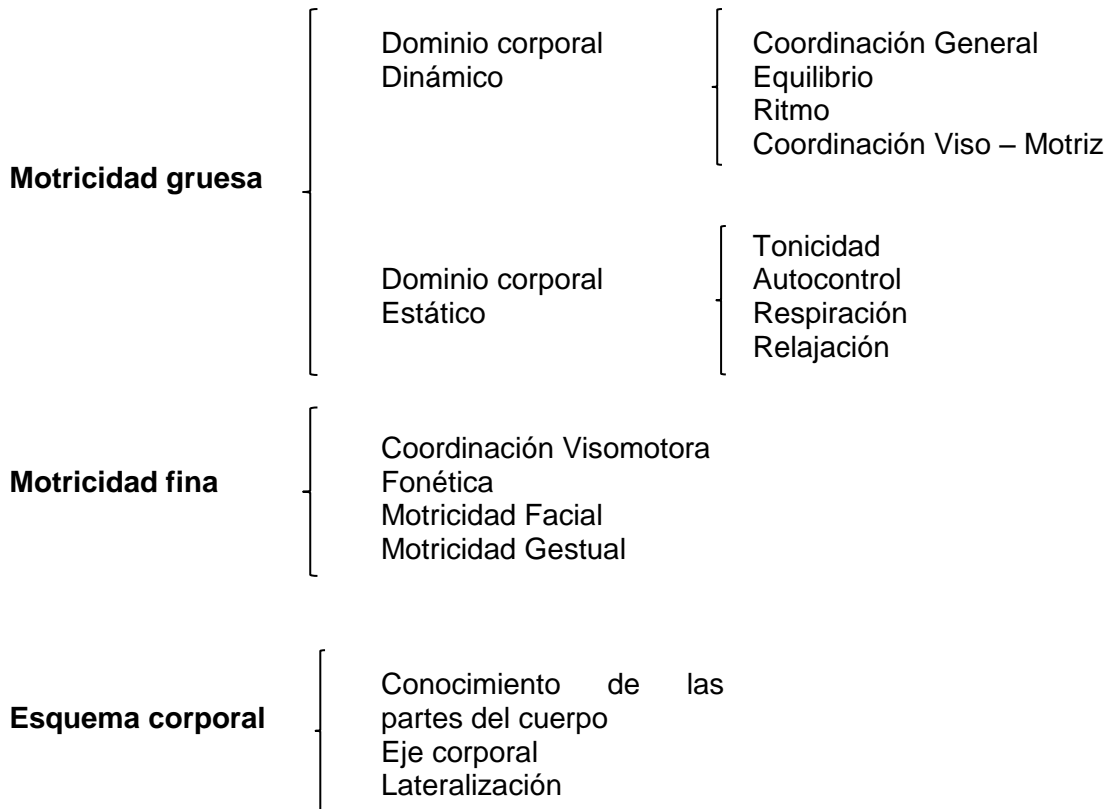 Motricidad gruesa
Dominio corporal
Dinámico
Coordinación General
Equilibrio
Ritmo
Coordinación Viso – Motriz
Dominio corporal
Estático
Tonicidad
Autocontrol
Respiración
Relajación
Motricidad fina
Coordinación Visomotora
Fonética
Motricidad Facial
Motricidad Gestual
Esquema corporal
Conocimiento de las
partes del cuerpo
Eje corporal
Lateralización